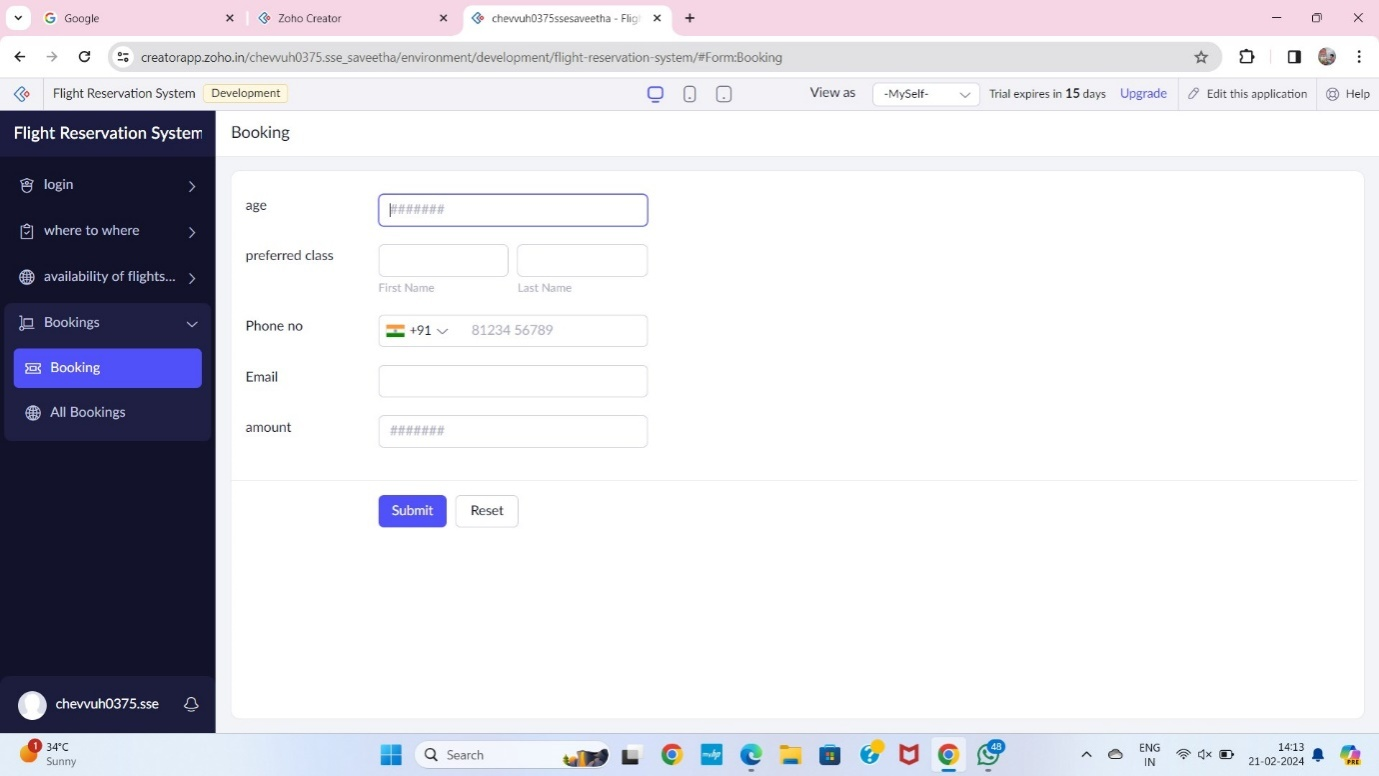 Google
Zoho Creator
chevvuh0375ssesaveetha - Flig
creatorapp.zoho.in/chevvuh0375.sse_saveetha/environment/development/flight-reservation-system/#Form:Booking
Flight Reservation System Development View as -MySelf- Trial expires in 15 days Upgrade Edit this application Help
Flight Reservation System
Booking
login
where to where
availability of flights...
Bookings
Booking
All Bookings
chevvuh0375.sse
age #######
preferred class
First Name Last Name
Phone no +91 81234 56789
Email
amount #######
Submit Reset
1 34°C
Sunny
Search
48
ENG
IN
14:13
21-02-2024
PRE